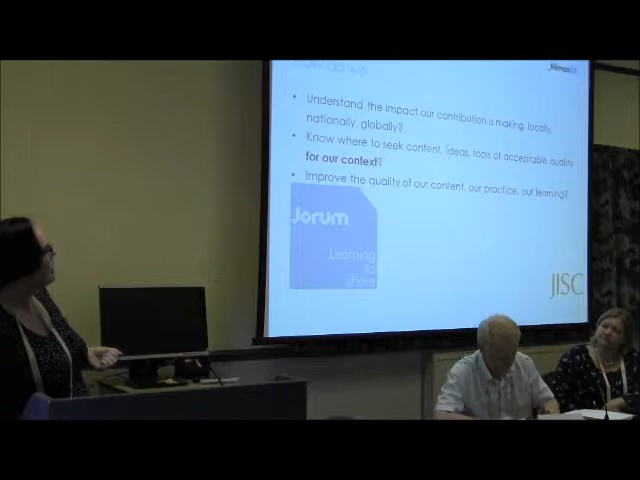 Mimas
• Understand the impact our contribution is making, locally,
nationally, globally?
• Know where to seek content, ideas, tools of acceptable quality
for our context?
• Improve the quality of our content, our practice, our learning?
Jorum
Learning
to
share
JISC